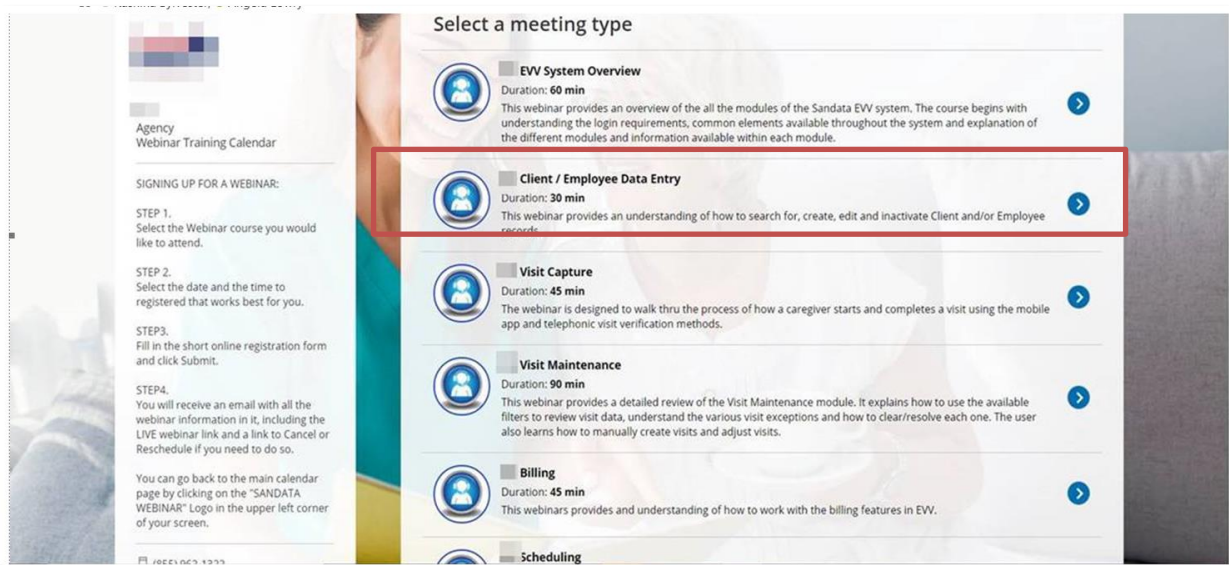 Agency
Webinar Training Calendar
SIGNING UP FOR A WEBINAR:
STEP 1.
Select the Webinar course you would
like to attend.
STEP 2.
Select the date and the time to
registered that works best for you.
STEP3.
Fill in the short online registration form
and click Submit.
STEP4.
You will receive an email with all the
webinar information in it, including the
LIVE webinar link and a link to Cancel or
Reschedule if you need to do so.
You can go back to the main calendar
page by clicking on the "SANDATA
WEBINAR" Logo in the upper left corner
of your screen.
Select a meeting type
EVV System Overview
Duration: 60 min
This webinar provides an overview of the all the modules of the Sandata EVV system. The course begins with
understanding the login requirements, common elements available throughout the system and explanation of
the different modules and information available within each module.
Client / Employee Data Entry
Duration: 30 min
This webinar provides an understanding of how to search for, create, edit and inactivate Client and/or Employee
records
Visit Capture
Duration: 45 min
The webinar is designed to walk thru the process of how a caregiver starts and completes a visit using the mobile
app and telephonic visit verification methods.
Visit Maintenance
Duration: 90 min
This webinar provides a detailed review of the Visit Maintenance module. It explains how to use the available
filters to review visit data, understand the various visit exceptions and how to clear/resolve each one. The user
also learns how to manually create visits and adjust visits.
Billing
Duration: 45 min
This webinars provides and understanding of how to work with the billing features in EVV.
Scheduling